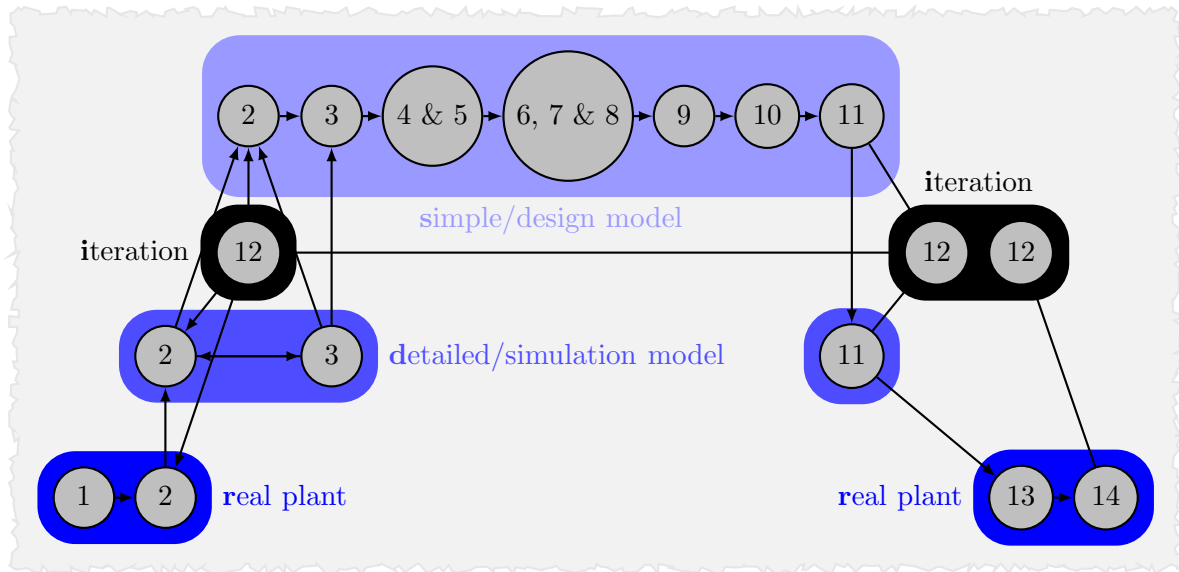 2 3 4 & 5 6, 7 & 8 9 10 11
iteration
simple/design model
iteration 12 12 12
2 3 detailed/simulation model 11
1 2 real plant real plant 13 14